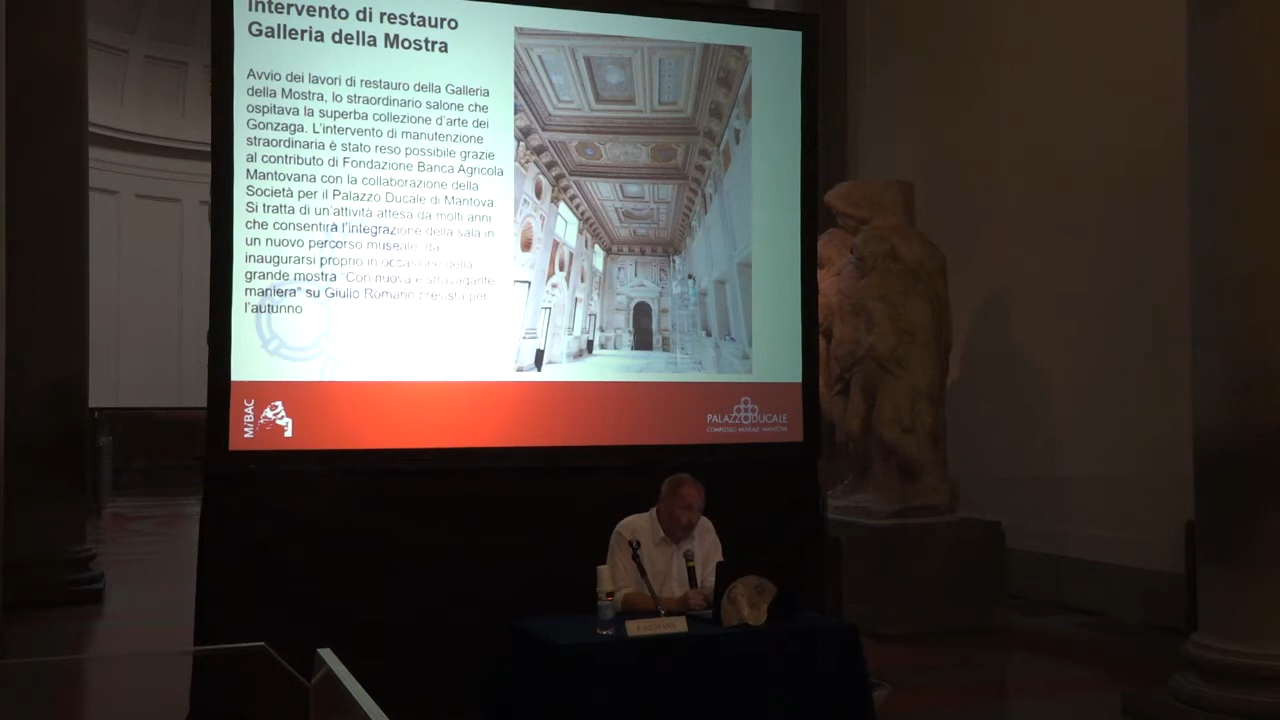 Intervento di restauro
Galleria della Mostra
Avvio dei lavori di restauro della Galleria
della Mostra, lo straordinario salone che
ospitava la superba collezione d'arte dei
Gonzaga. L'intervento di manutenzione
straordinaria è stato reso possibile grazie
al contributo di Fondazione Banca Agricola
Mantovana con la collaborazione della
Società per il Palazzo Ducale di Mantova.
Si tratta di un'attività attesa da molti anni
che consentirà l'integrazione della sala in
un nuovo percorso museale, da
inaugurarsi proprio in occasione della
grande mostra "Con nuova e stravagante
maniera" su Giulio Romano prevista per
l'autunno
MiBAC
PALAZZO DUCALE
COMPLESSO MUSEALE MANTOVA